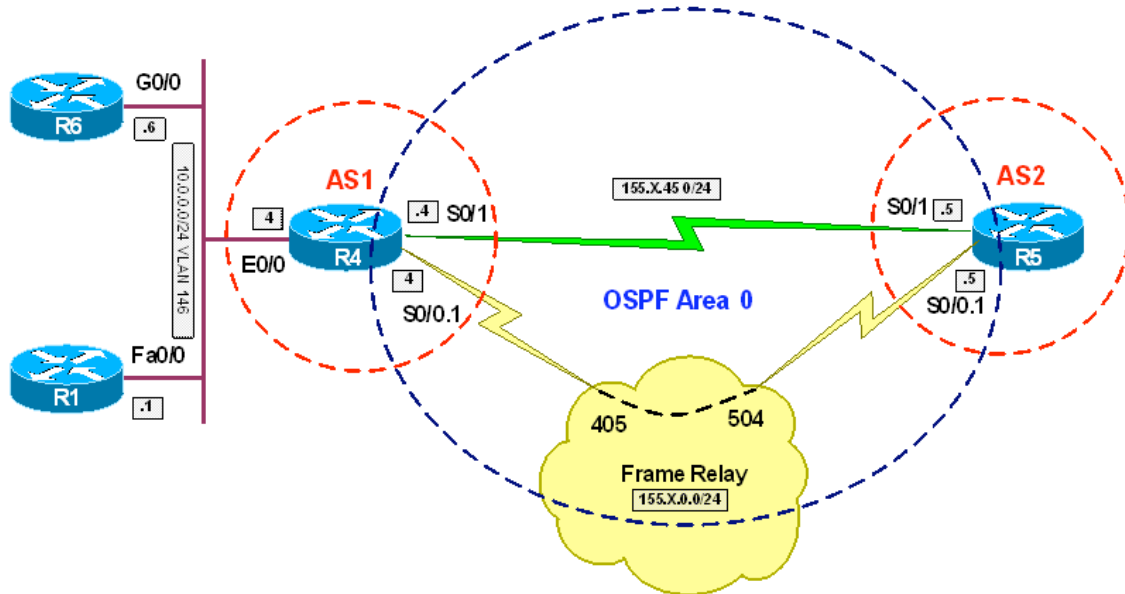 G0/0
R6
.6
10.0.0.0/24 VLAN 146
Fa0/0
R1
.1
AS1
4
E0/0
R4
.4
S0/1
4
S0/0.1
155.X.45 0/24
OSPF Area 0
AS2
S0/1
.5
R5
.5
S0/0.1
405
504
Frame Relay
155.X.0.0/24